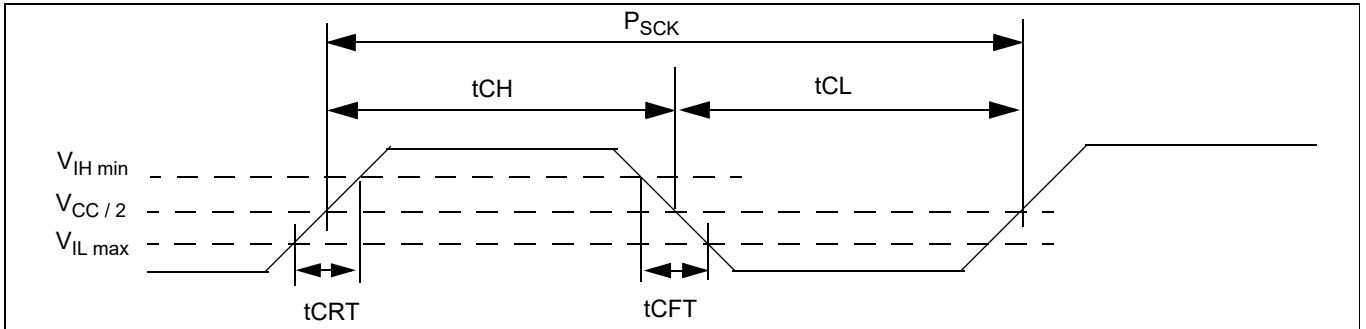 PSCK
tCH
tCL
VIH min
VCC / 2
VIL max
tCRT
tCFT